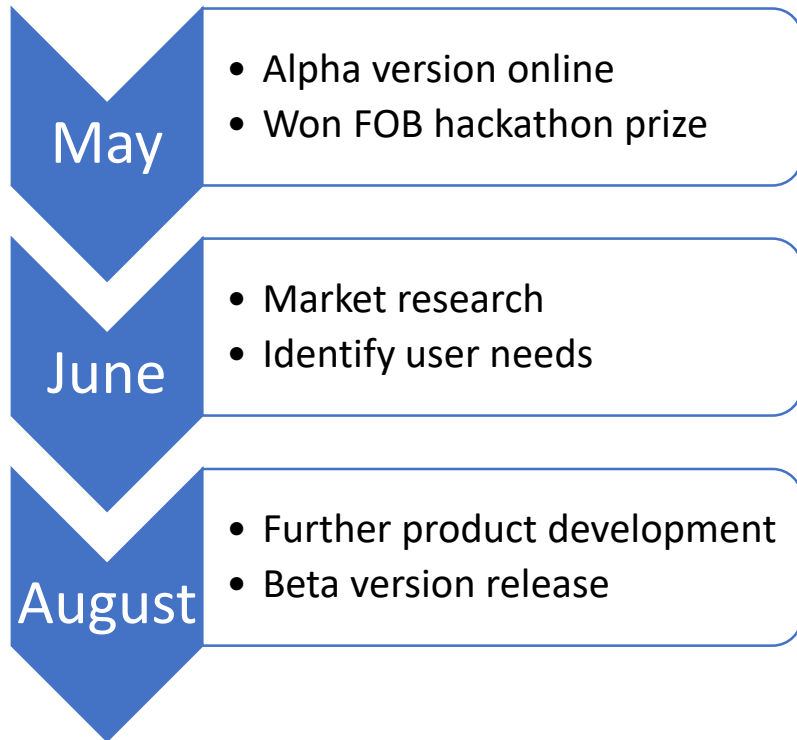 May
• Alpha version online
• Won FOB hackathon prize
June
• Market research
• Identify user needs
August
• Further product development
• Beta version release